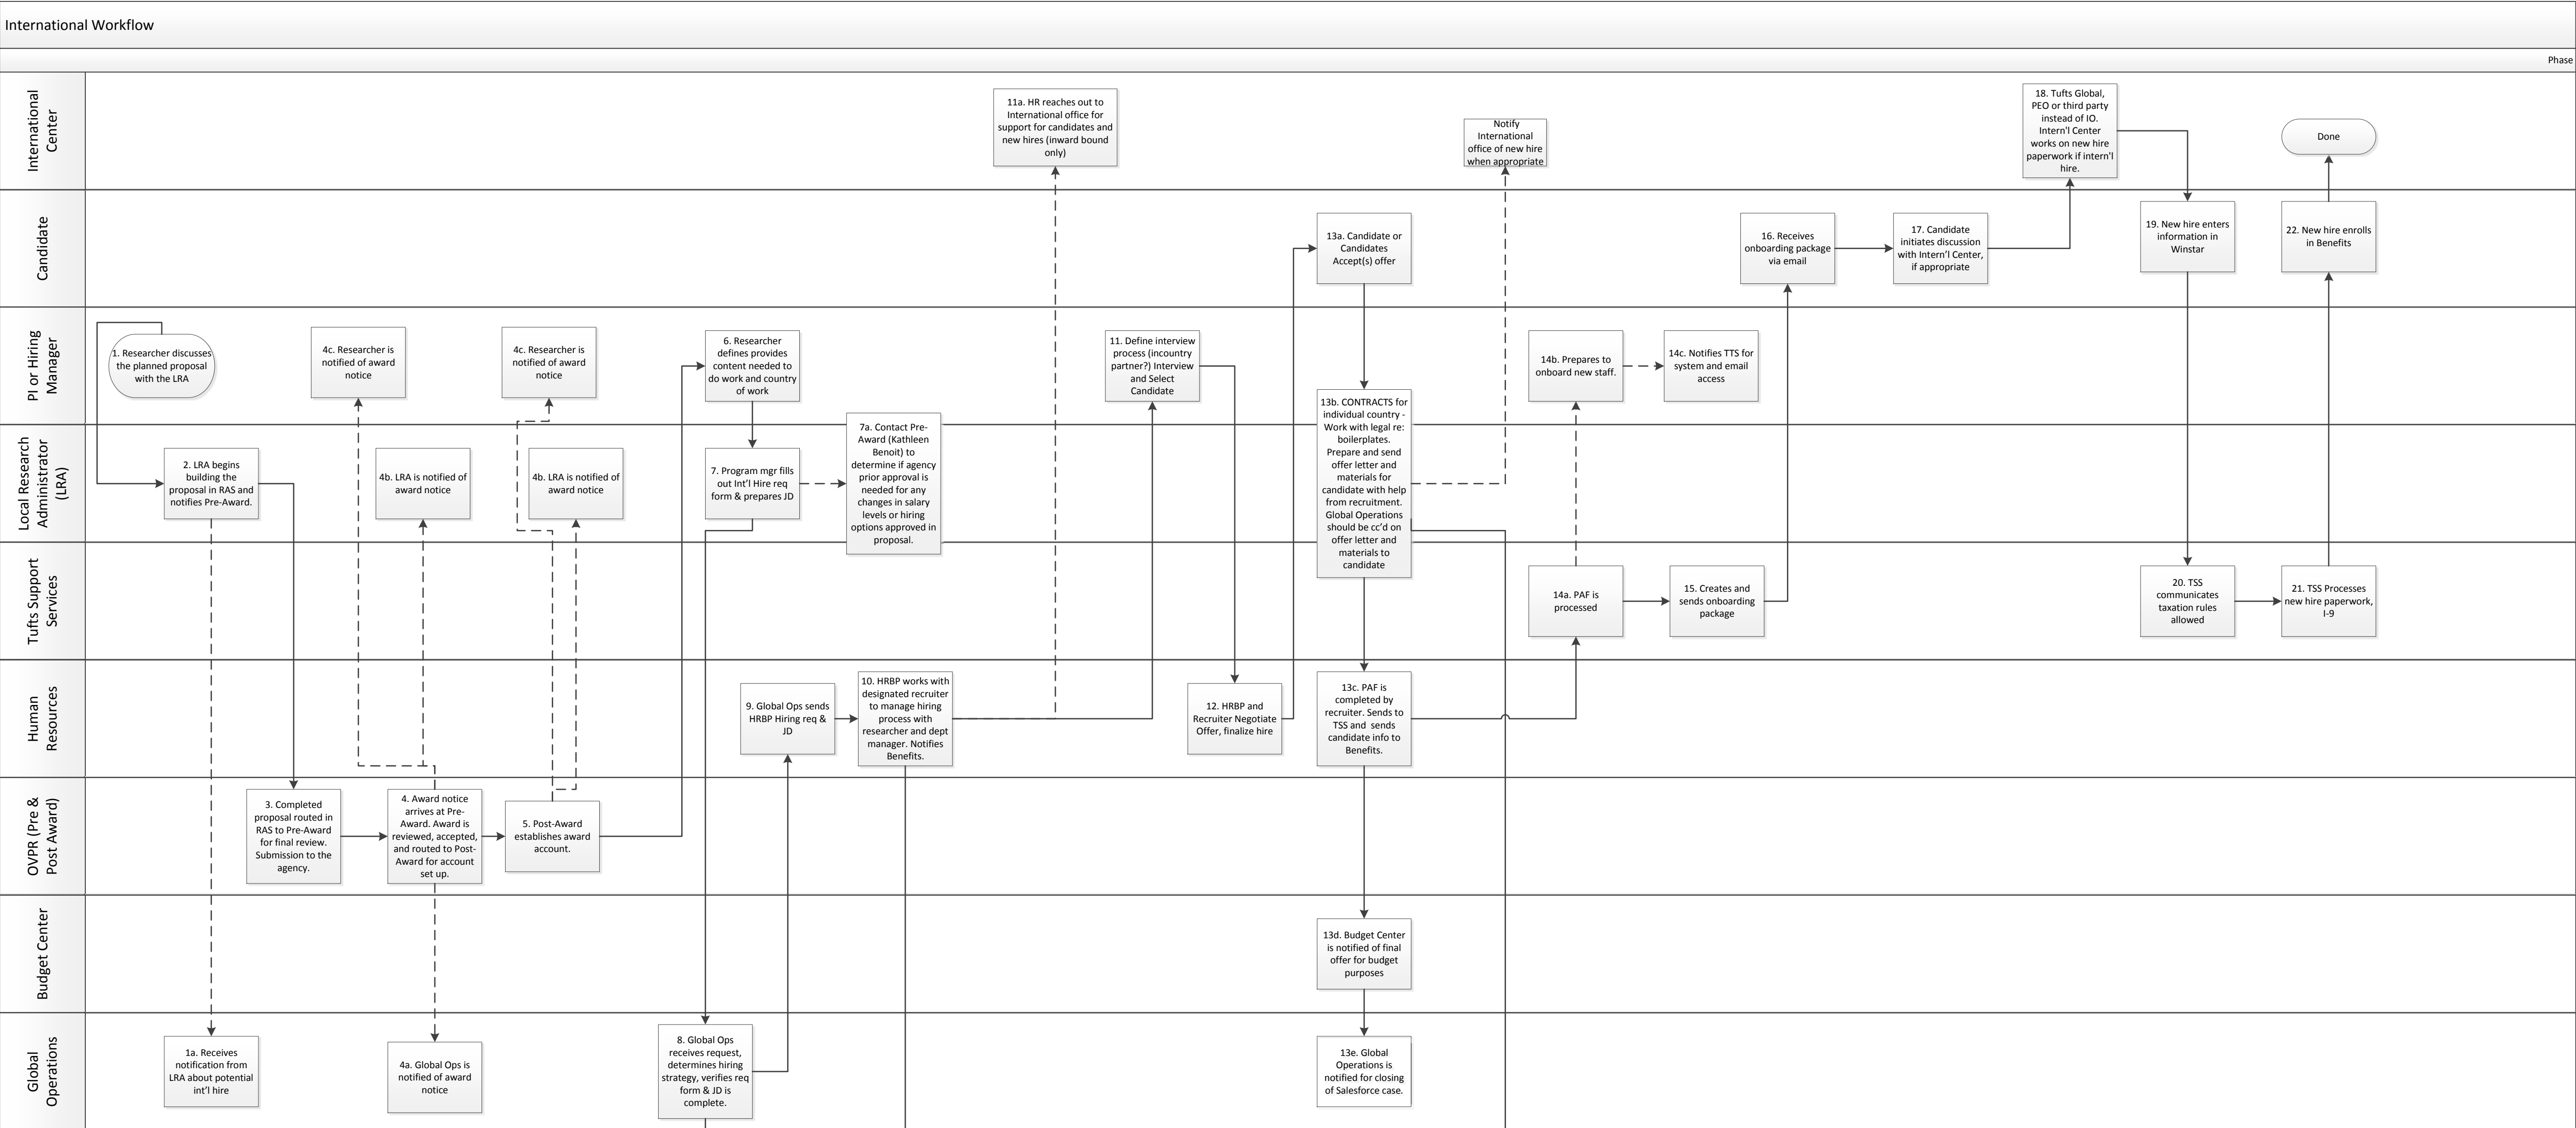 International Workflow
Phase
International
Center
11a. HR reaches out to
International office for
support for candidates and
new hires (inward bound
only)
Notify
International
office of new hire
when appropriate
18. Tufts Global,
PEO or third party
instead of IO.
Intern'l Center
works on new hire
paperwork if intern'l
hire.
Done
Candidate
13a. Candidate or
Candidates
Accept(s) offer
16. Receives
onboarding package
via email
17. Candidate
initiates discussion
with Intern’l Center,
if appropriate
19. New hire enters
information in
Winstar
22. New hire enrolls
in Benefits
PI or Hiring
Manager
1. Researcher discusses
the planned proposal
with the LRA
4c. Researcher is
notified of award
notice
4c. Researcher is
notified of award
notice
6. Researcher
defines provides
content needed to
do work and country
of work
11. Define interview
process (incountry
partner?) Interview
and Select
Candidate
14b. Prepares to
onboard new staff.
14c. Notifies TTS for
system and email
access
Local Research
Administrator
(LRA)
2. LRA begins
building the
proposal in RAS and
notifies Pre-Award.
4b. LRA is notified of
award notice
4b. LRA is notified of
award notice
7. Program mgr fills
out Int’l Hire req
form & prepares JD
7a. Contact Pre-
Award (Kathleen
Benoit) to
determine if agency
prior approval is
needed for any
changes in salary
levels or hiring
options approved in
proposal.
13b. CONTRACTS for
individual country -
Work with legal re:
boilerplates.
Prepare and send
offer letter and
materials for
candidate with help
from recruitment.
Global Operations
should be cc’d on
offer letter and
materials to
candidate
Tufts Support
Services
14a. PAF is
processed
15. Creates and
sends onboarding
package
20. TSS
communicates
taxation rules
allowed
21. TSS Processes
new hire paperwork,
I-9
Human
Resources
9. Global Ops sends
HRBP Hiring req &
JD
10. HRBP works with
designated recruiter
to manage hiring
process with
researcher and dept
manager. Notifies
Benefits.
12. HRBP and
Recruiter Negotiate
Offer, finalize hire
13c. PAF is
completed by
recruiter. Sends to
TSS and sends
candidate info to
Benefits.
OVPR (Pre &
Post Award)
3. Completed
proposal routed in
RAS to Pre-Award
for final review.
Submission to the
agency.
4. Award notice
arrives at Pre-
Award. Award is
reviewed, accepted,
and routed to Post-
Award for account
set up.
5. Post-Award
establishes award
account.
Budget Center
13d. Budget Center
is notified of final
offer for budget
purposes
Global
Operations
1a. Receives
notification from
LRA about potential
int’l hire
4a. Global Ops is
notified of award
notice
8. Global Ops
receives request,
determines hiring
strategy, verifies req
form & JD is
complete.
13e. Global
Operations is
notified for closing
of Salesforce case.